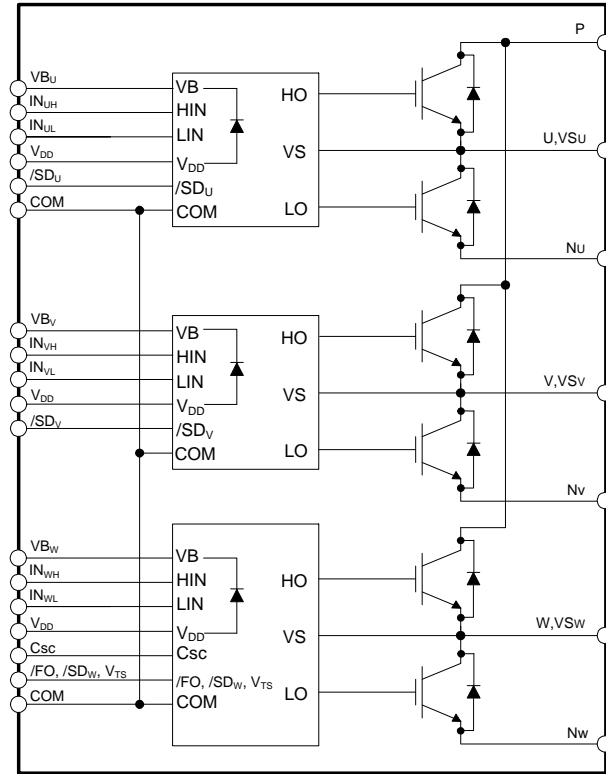 P
VBU
INUH
INUL
VDD
/SDU
COM
VB
HIN
LIN
VDD
/SDU
COM
HO
VS
LO
U,VSU
NU
VBV
INVH
INVL
VDD
/SDV
VB
HIN
LIN
VDD
/SDV
COM
HO
VS
LO
V,VSV
NV
VBW
INWH
INWL
VDD
Csc
/FO, /SDW, VTS
COM
VB
HIN
LIN
VDD
Csc
/FO, /SDW, VTS
COM
HO
VS
LO
W,VSW
NW